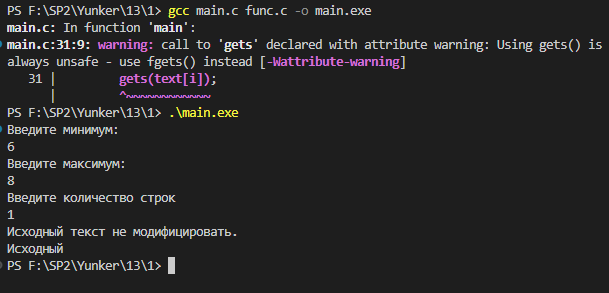 PS F:\SP2\Yunker\13\1> gcc main.c func.c -o main.exe
main.c: In function 'main':
main.c:31:9: warning: call to 'gets' declared with attribute warning: Using gets() is
always unsafe - use fgets() instead [-Wattribute-warning]
   31 |         gets(text[i]);
      |         ^~~~~~~~~~~~~
PS F:\SP2\Yunker\13\1> .\main.exe
Введите минимум:
6
Введите максимум:
8
Введите количество строк
1
Исходный текст не модифицировать.
Исходный
PS F:\SP2\Yunker\13\1>